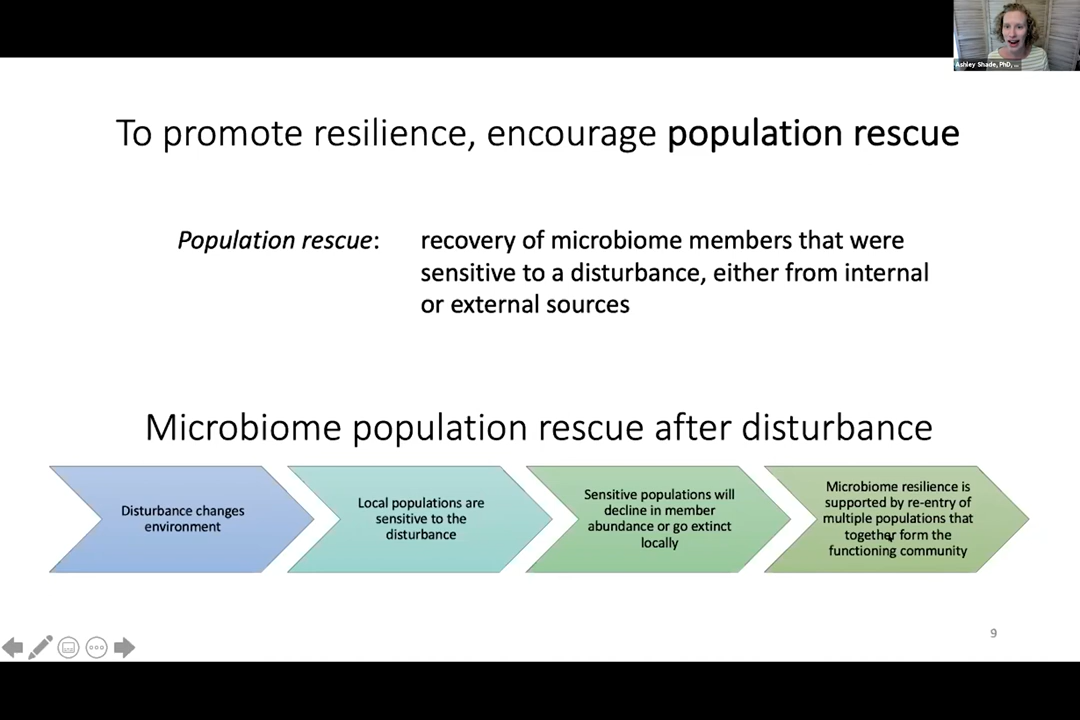 Ashley Shade, PhD, ...
To promote resilience, encourage population rescue
Population rescue: recovery of microbiome members that were
sensitive to a disturbance, either from internal
or external sources
Microbiome population rescue after disturbance
Disturbance changes
environment
Local populations are
sensitive to the
disturbance
Sensitive populations will
decline in member
abundance or go extinct
locally
Microbiome resilience is
supported by re-entry of
multiple populations that
together form the
functioning community
9